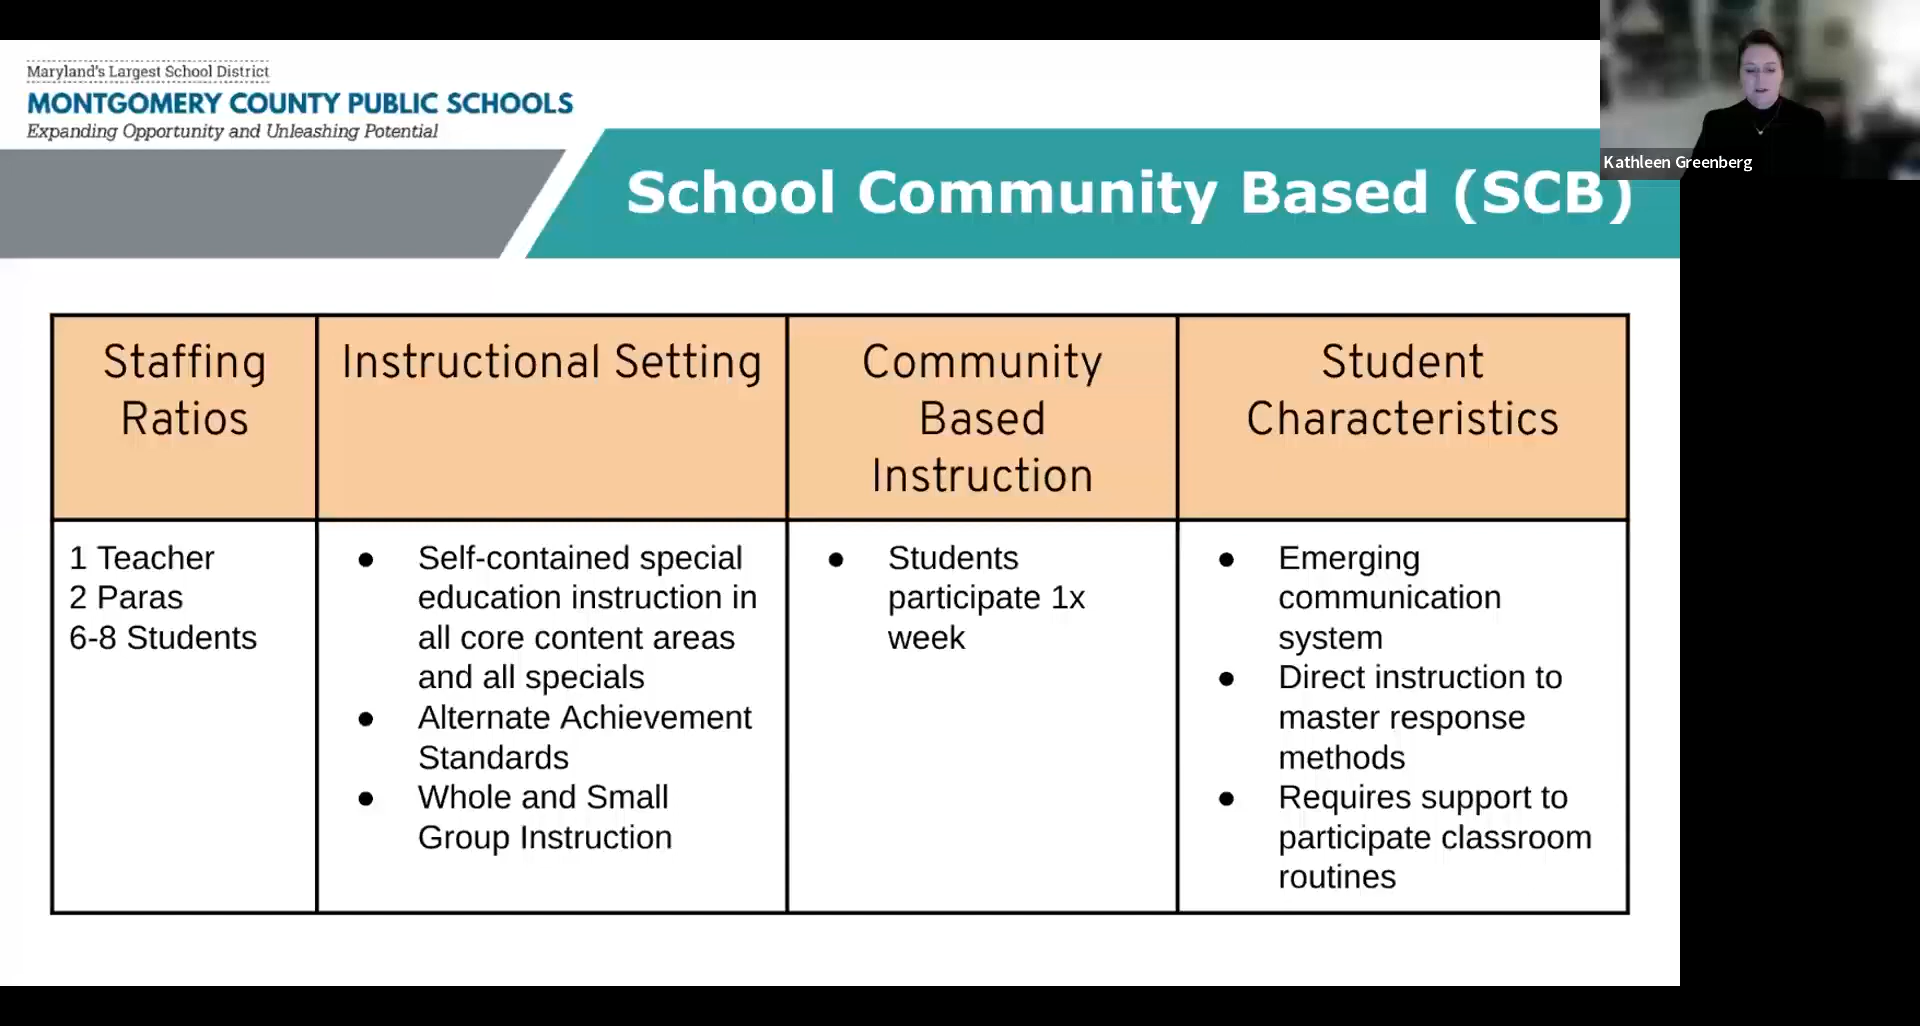 Maryland's Largest School District
MONTGOMERY COUNTY PUBLIC SCHOOLS
Expanding Opportunity and Unleashing Potential
Kathleen Greenberg
School Community Based (SCB)
Staffing
Ratios
Instructional Setting
Community
Based
Instruction
Student
Characteristics
1 Teacher
2 Paras
6-8 Students
● Self-contained special
education instruction in
all core content areas
and all specials
● Alternate Achievement
Standards
● Whole and Small
Group Instruction
● Students
participate 1x
week
● Emerging
communication
system
● Direct instruction to
master response
methods
● Requires support to
participate classroom
routines